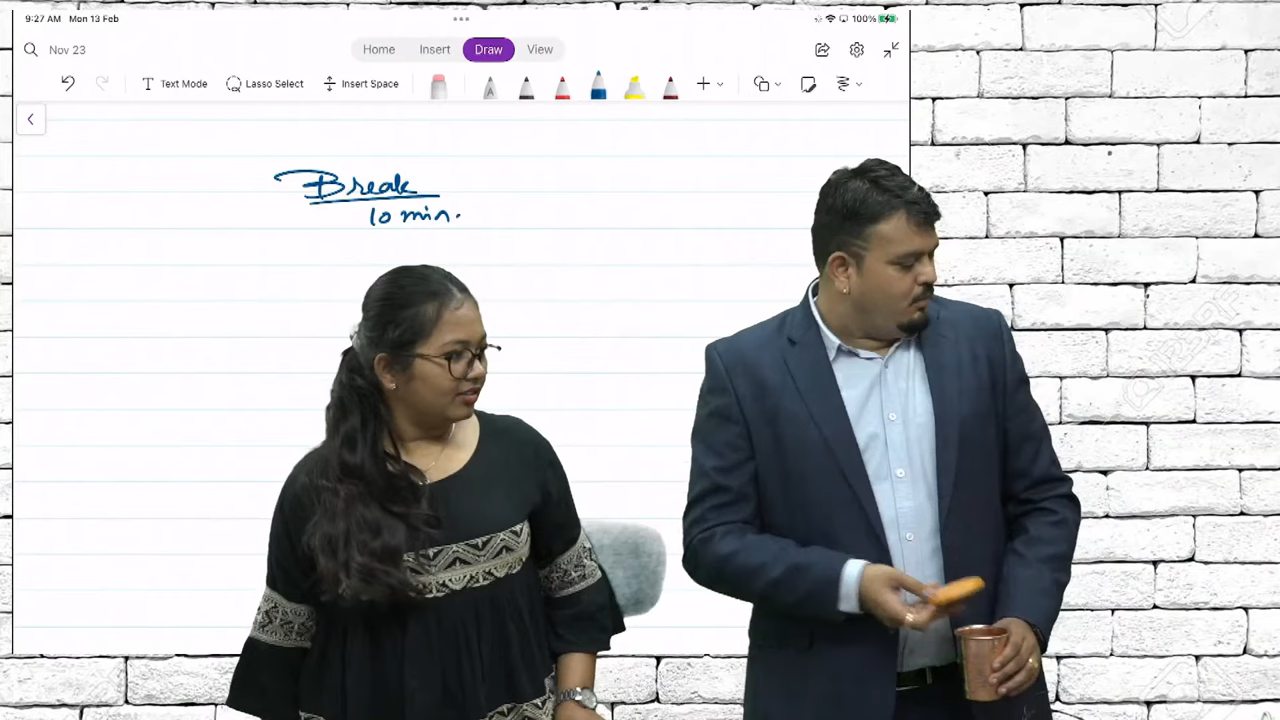 9:27 AM Mon 13 Feb
100%
Nov 23
Home Insert Draw View
Text Mode Lasso Select Insert Space
Break
10 min.